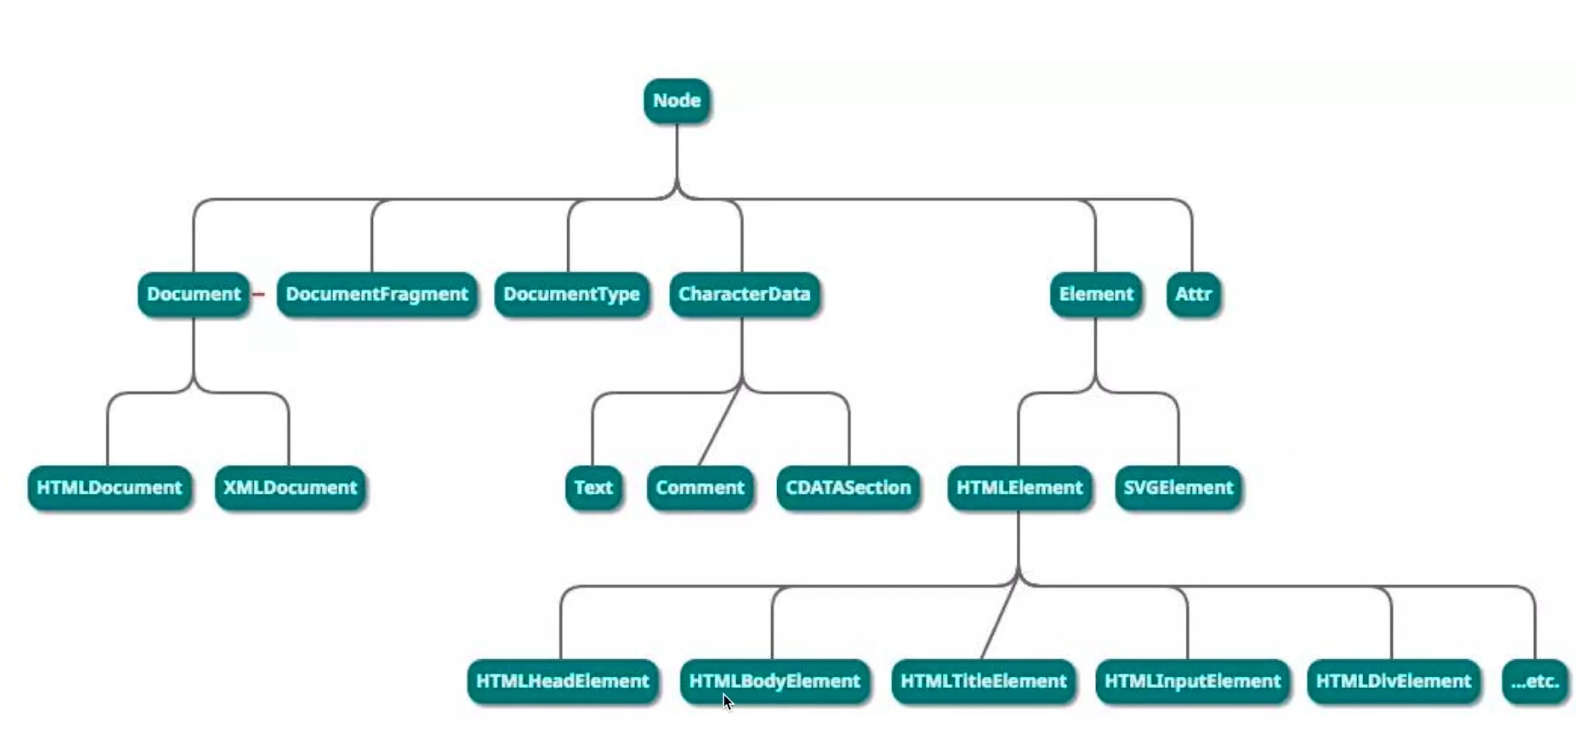 Node
Document
DocumentFragment
DocumentType
CharacterData
Element
Attr
HTMLDocument
XMLDocument
Text
Comment
CDATASection
HTMLElement
SVGElement
HTMLHeadElement
HTMLBodyElement
HTMLTitleElement
HTMLInputElement
HTMLDivElement
...etc.